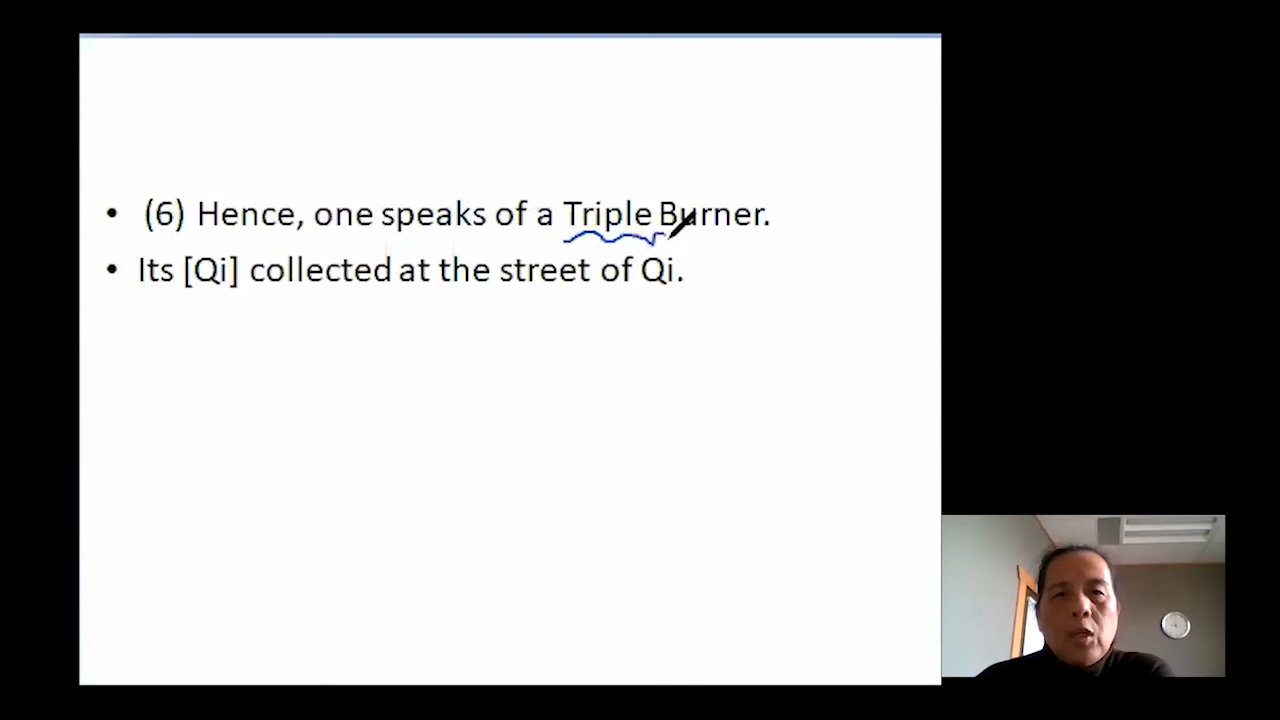 • (6) Hence, one speaks of a Triple Burner.
• Its [Qi] collected at the street of Qi.